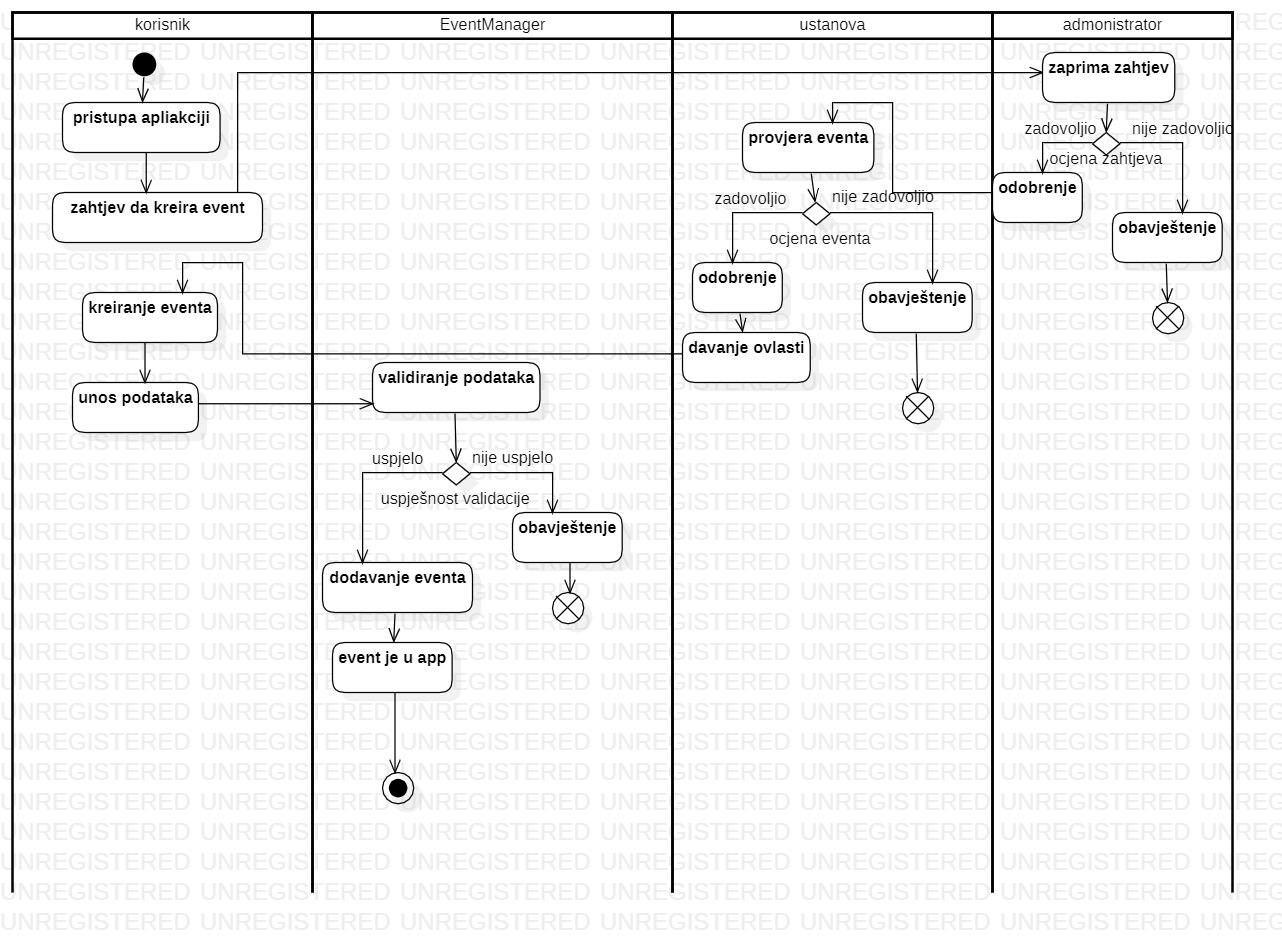 korisnik
EventManager
ustanova
admonistrator
pristupa apliakciji
zahtjev da kreira event
zaprima zahtjev
zadovoljio
nije zadovoljio
ocjena zahtjeva
odobrenje
obavještenje
provjera eventa
zadovoljio
nije zadovoljio
ocjena eventa
odobrenje
obavještenje
davanje ovlasti
kreiranje eventa
unos podataka
validiranje podataka
uspjelo
nije uspjelo
uspješnost validacije
obavještenje
dodavanje eventa
event je u app
UNREGISTERED